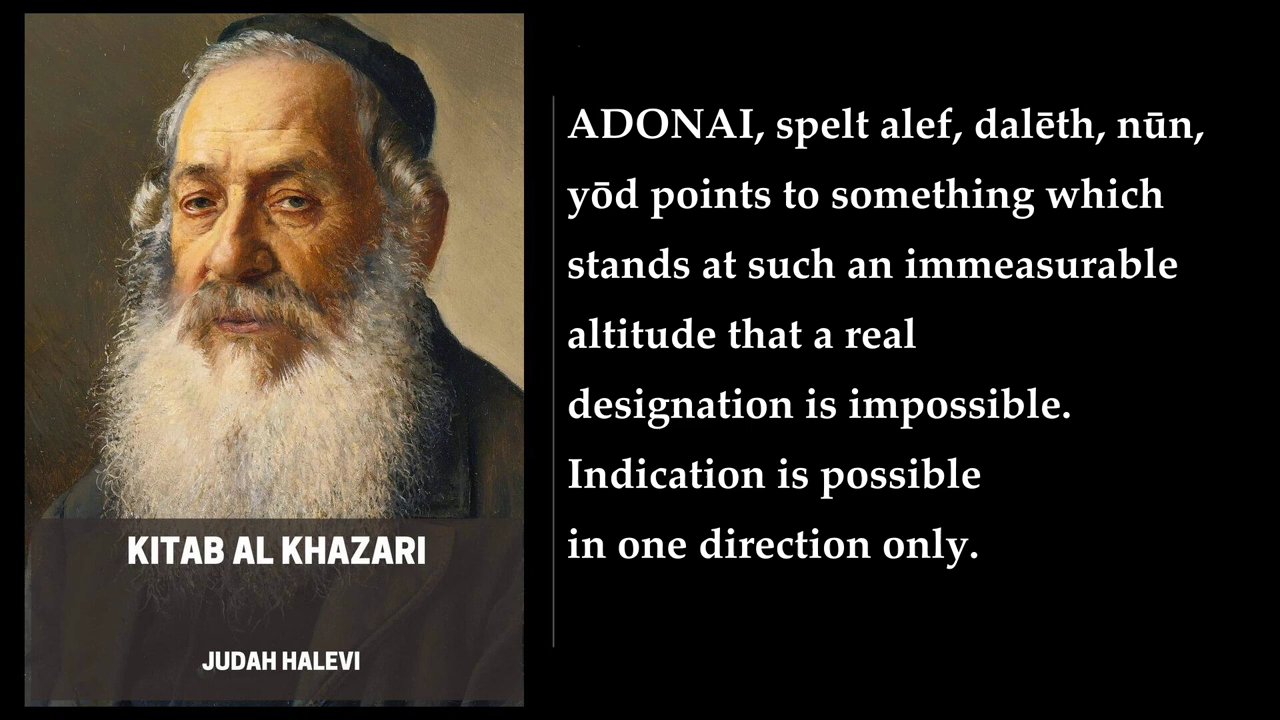 KITAB AL KHAZARI
JUDAH HALEVI
ADONAI, spelt alef, dalēth, nūn,
yōd points to something which
stands at such an immeasurable
altitude that a real
designation is impossible.
Indication is possible
in one direction only.